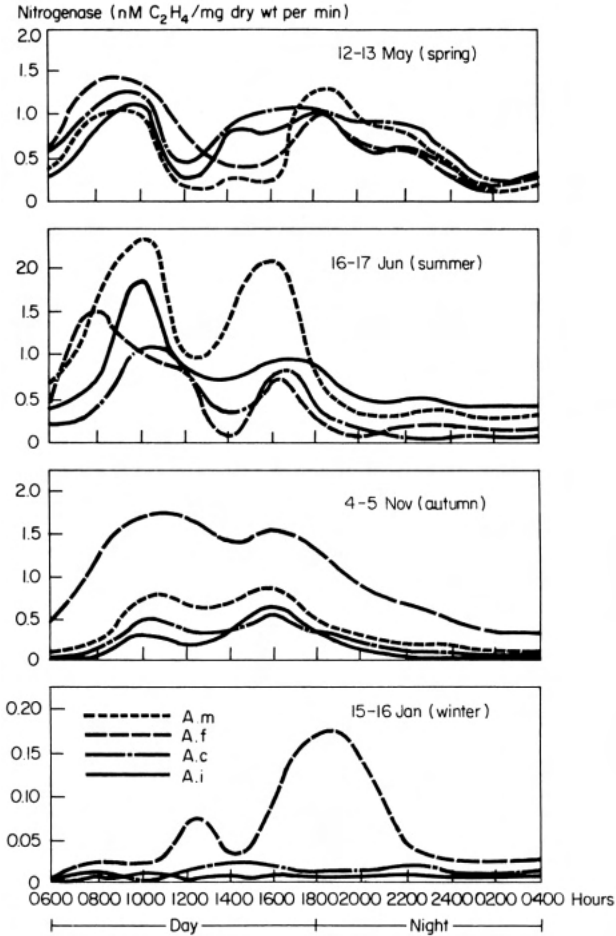 Nitrogenase (nM C₂H₄/mg dry wt per min)
2.0
12-13 May (spring)
1.5
1.0
0.5
0
20
16-17 Jun (summer)
1.5
1.0
0.5
0
2.0
4-5 Nov (autumn)
1.5
1.0
0.5
0
0.20
15-16 Jan (winter)
A.m
0.15
A.f
A.c
0.10
A.i
0.05
0
0600 0800 1000 1200 1400 1600 1800 2000 2200 2400 0200 0400 Hours
Day Night